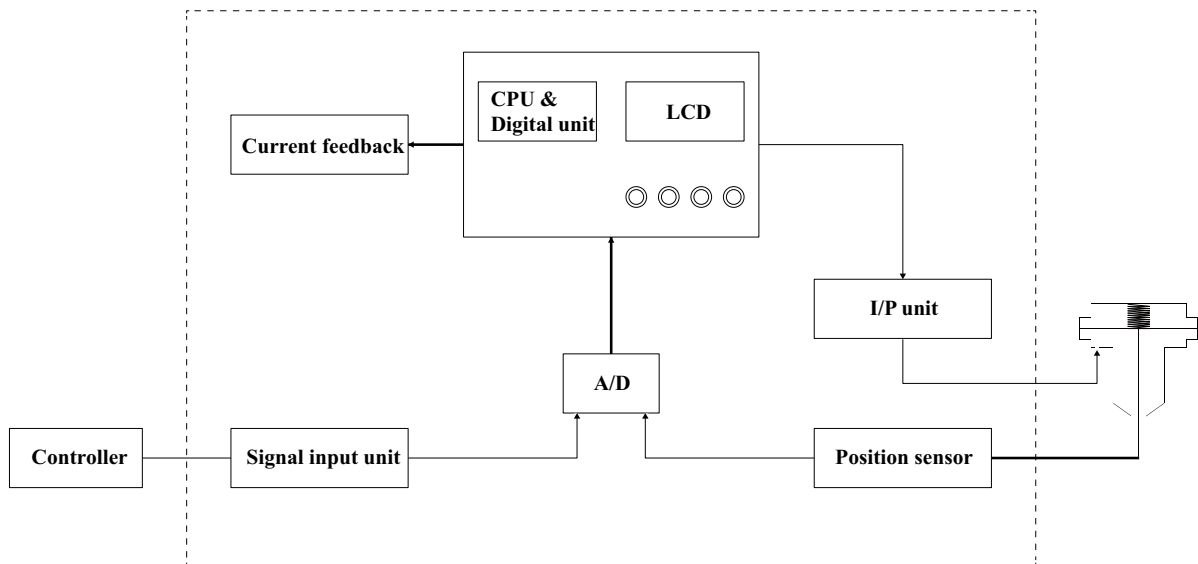 CPU &
Digital unit
LCD
Current feedback
I/P unit
A/D
Controller
Signal input unit
Position sensor